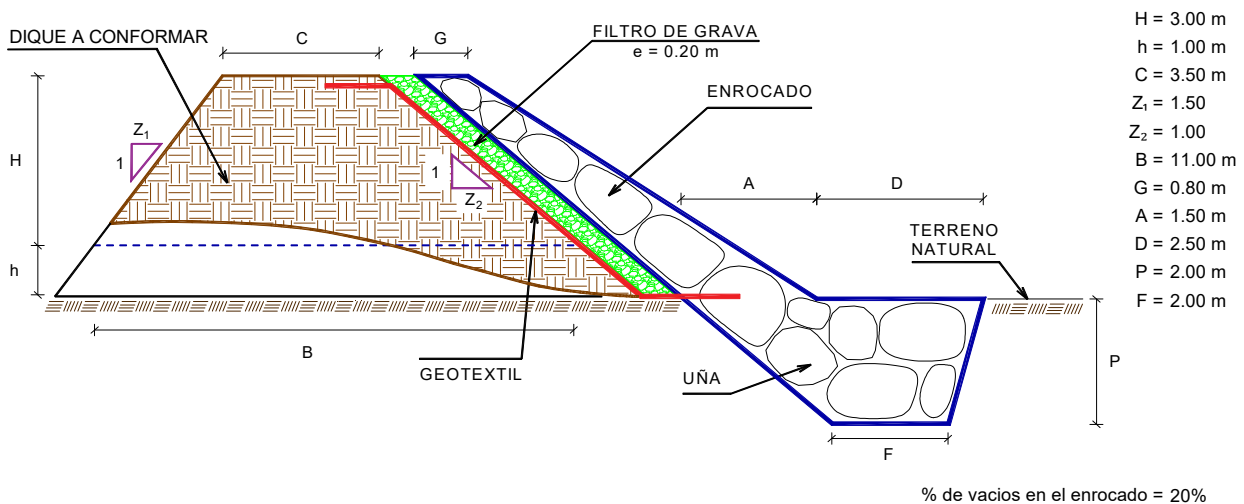 DIQUE A CONFORMAR
C
G
FILTRO DE GRAVA
e = 0.20 m
ENROCADO
H
h
Z₁
1
1
Z₂
A
D
TERRENO
NATURAL
B
GEOTEXTIL
UÑA
P
F
H = 3.00 m
h = 1.00 m
C = 3.50 m
Z₁ = 1.50
Z₂ = 1.00
B = 11.00 m
G = 0.80 m
A = 1.50 m
D = 2.50 m
P = 2.00 m
F = 2.00 m
% de vacios en el enrocado = 20%